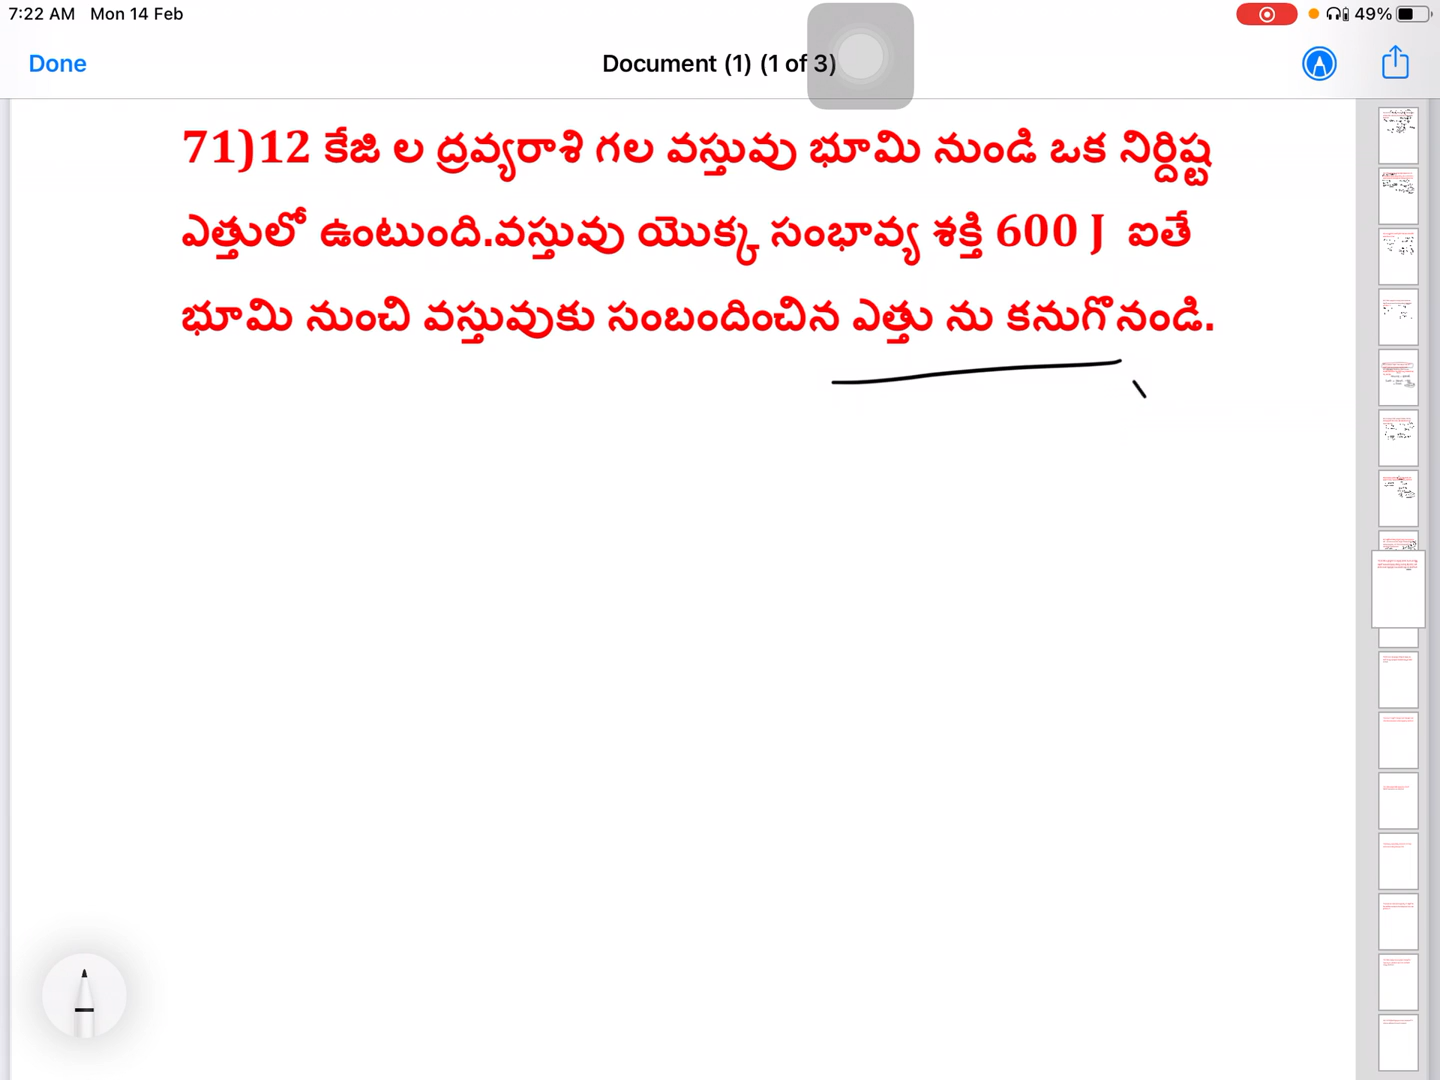 7:22 AM Mon 14 Feb
49%
Done
Document (1) (1 of 3)
71)12 కేజి ల ద్రవ్యరాశి గల వస్తువు భూమి నుండి ఒక నిర్దిష్ట
ఎత్తులో ఉంటుంది.వస్తువు యొక్క సంభావ్య శక్తి 600 J ఐతే
భూమి నుంచి వస్తువుకు సంబందించిన ఎత్తు ను కనుగొనండి.